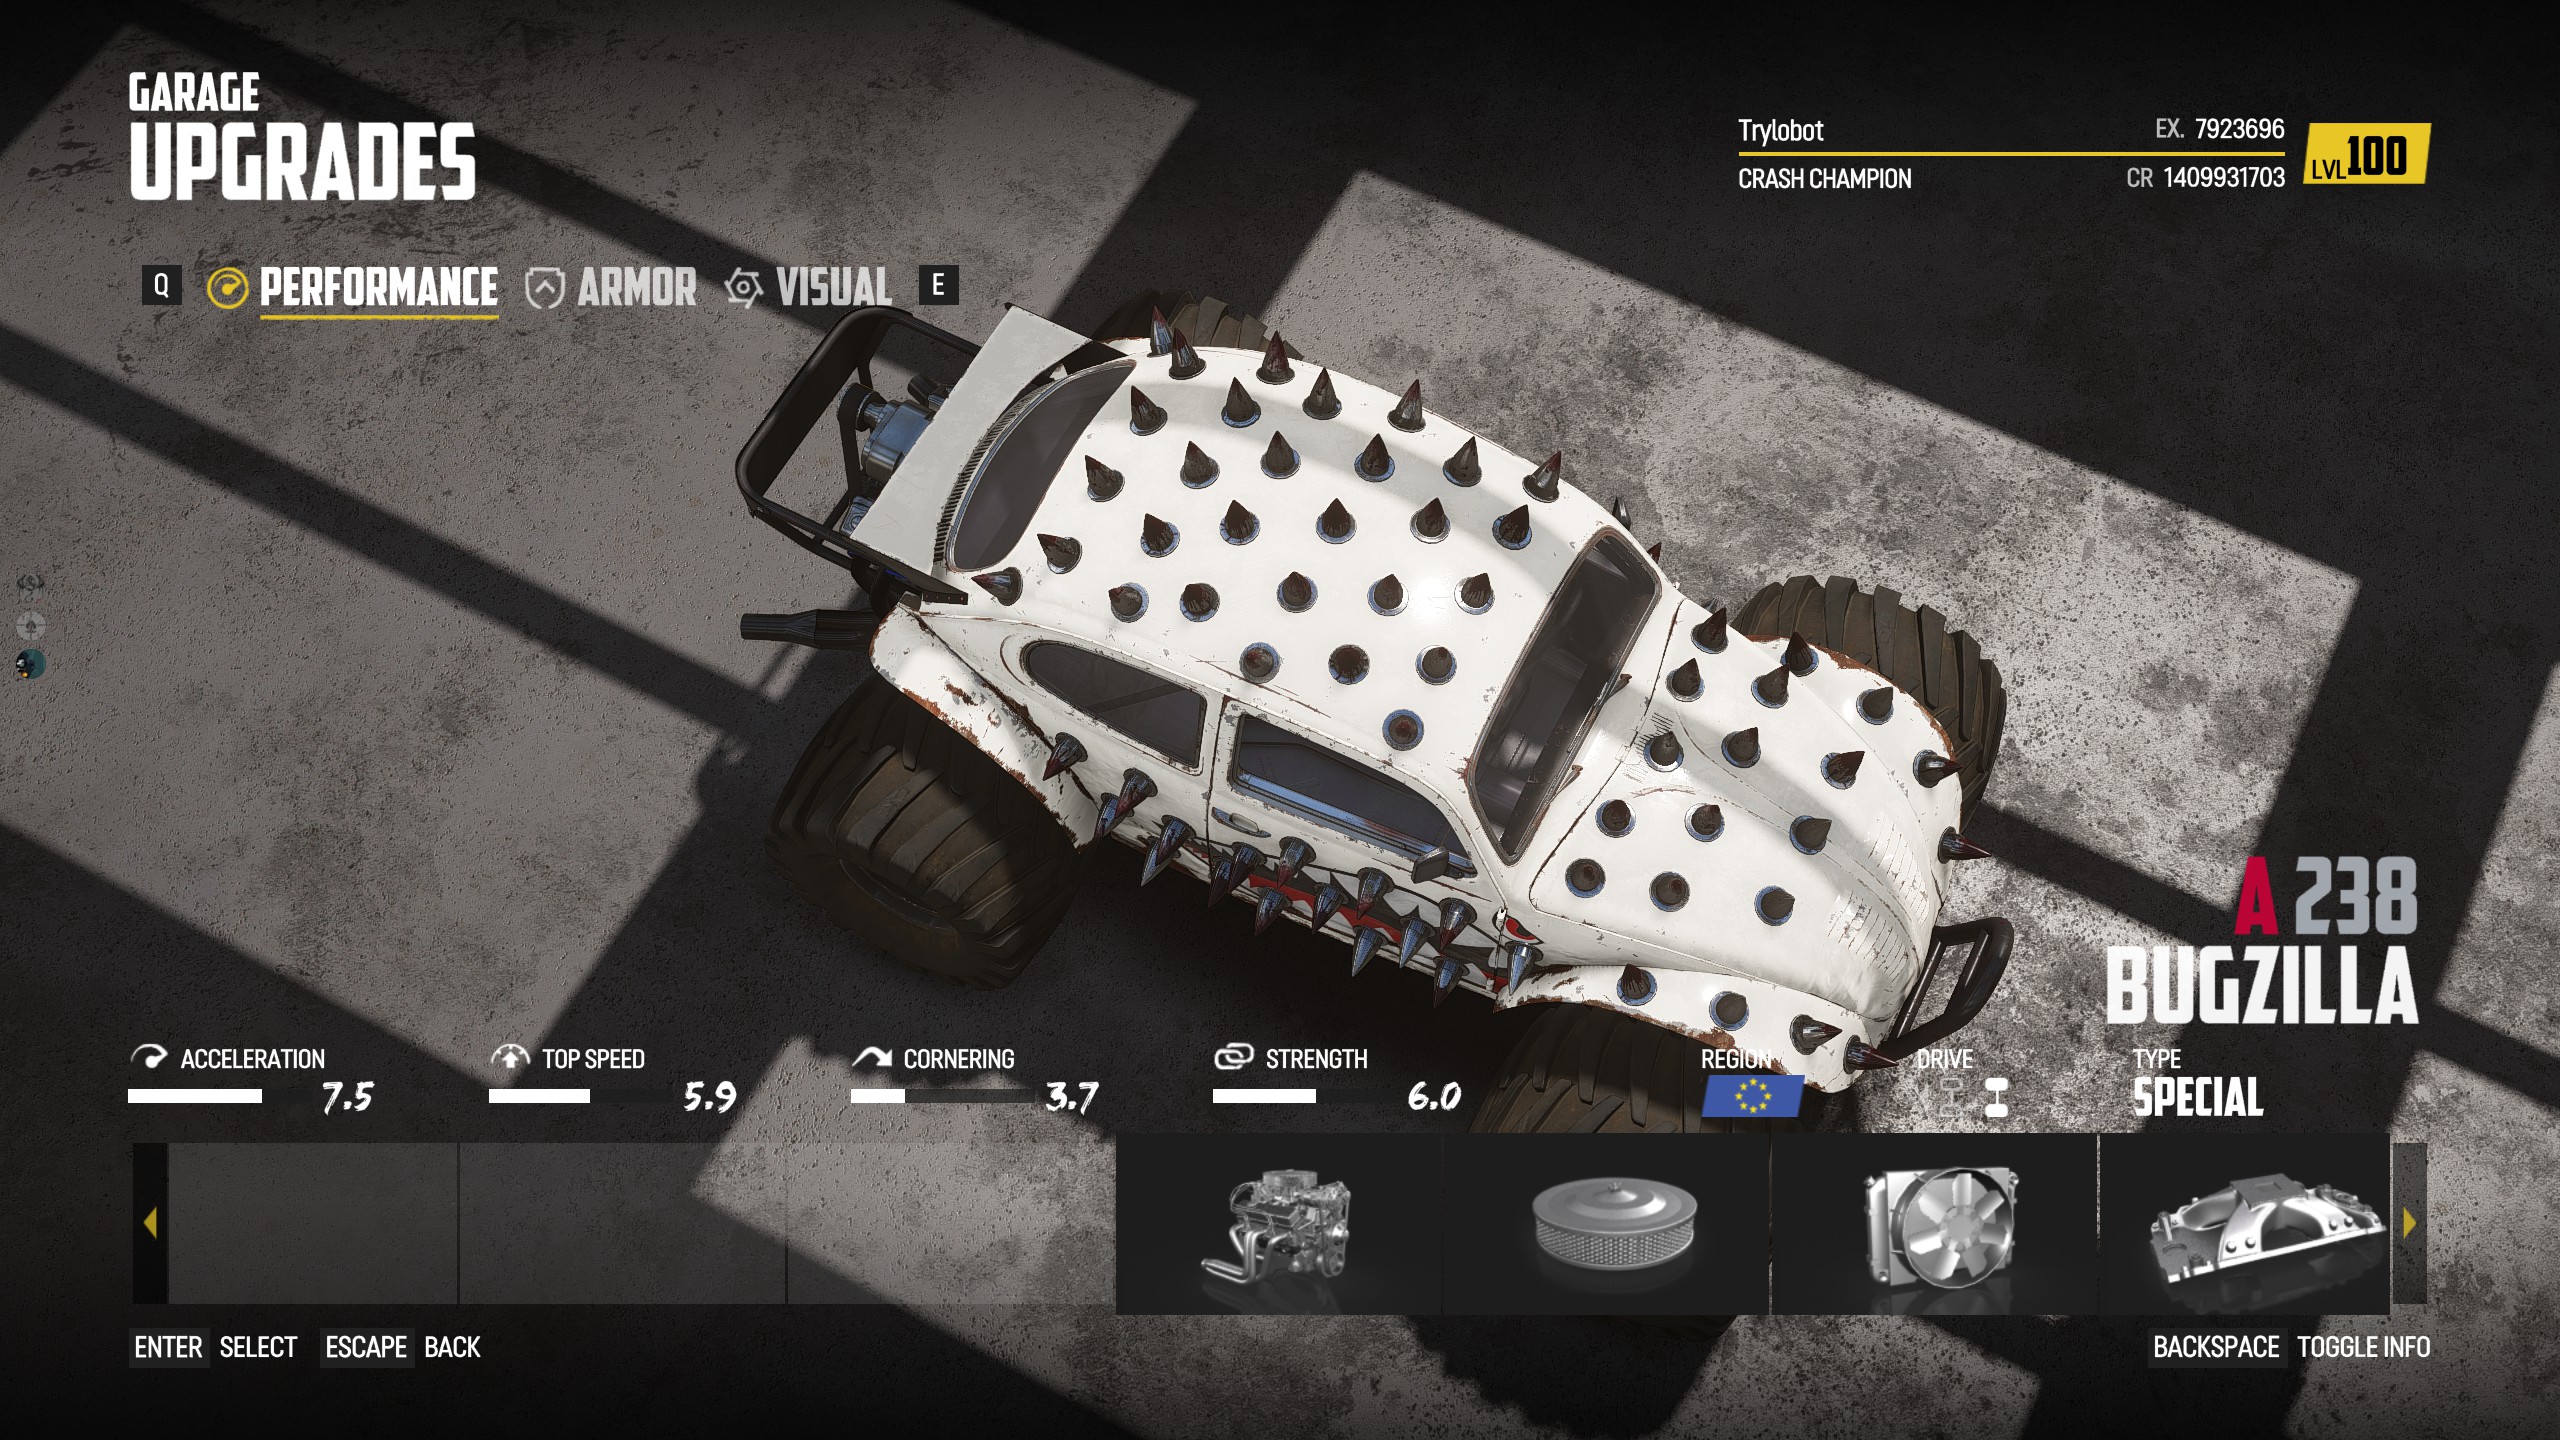 GARAGE
UPGRADES
Trylobot
EX. 7923696
CRASH CHAMPION
CR 1409931703
LVL100
Q
PERFORMANCE
ARMOR
VISUAL
E
A 238
BUGZILLA
ACCELERATION
7.5
TOP SPEED
5.9
CORNERING
3.7
STRENGTH
6.0
REGION
DRIVE
TYPE
SPECIAL
ENTER SELECT
ESCAPE BACK
BACKSPACE TOGGLE INFO